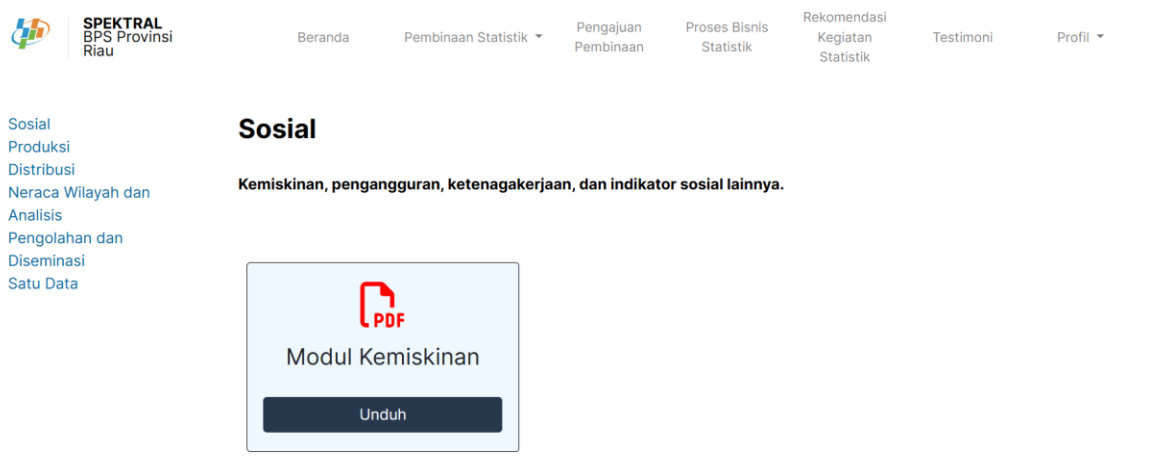 SPEKTRAL
BPS Provinsi
Riau
Beranda
Pembinaan Statistik
Pengajuan
Pembinaan
Proses Bisnis
Statistik
Rekomendasi
Kegiatan
Statistik
Testimoni
Profil
Sosial
Produksi
Distribusi
Neraca Wilayah dan
Analisis
Pengolahan dan
Diseminasi
Satu Data
Sosial
Kemiskinan, pengangguran, ketenagakerjaan, dan indikator sosial lainnya.
PDF
Modul Kemiskinan
Unduh